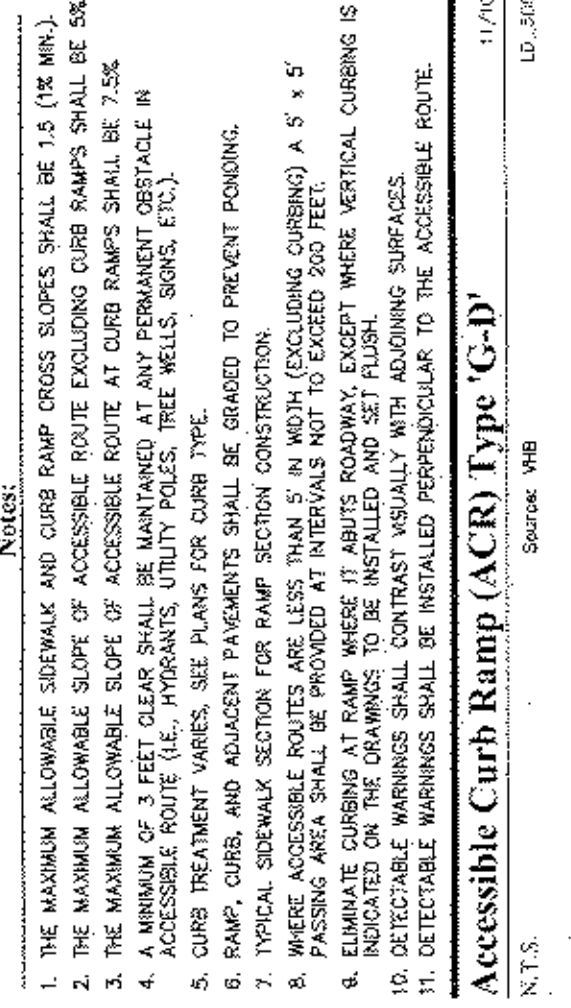 Notes:
1. THE MAXIMUM ALLOWABLE SIDEWALK AND CURB RAMP CROSS SLOPES SHALL BE 1.5 (1% MIN.).
2. THE MAXIMUM ALLOWABLE SLOPE OF ACCESSIBLE ROUTE EXCLUDING CURB RAMPS SHALL BE 5%
3. THE MAXIMUM ALLOWABLE SLOPE OF ACCESSIBLE ROUTE AT CURB RAMPS SHALL BE 7.5%
4. A MINIMUM OF 3 FEET CLEAR SHALL BE MAINTAINED AT ANY PERMANENT OBSTACLE IN
ACCESSIBLE ROUTE (I.E., HYDRANTS, UTILITY POLES, TREE WELLS, SIGNS, ETC.).
5. CURB TREATMENT VARIES, SEE PLANS FOR CURB TYPE.
6. RAMP, CURB, AND ADJACENT PAVEMENTS SHALL BE GRADED TO PREVENT PONDING.
7. TYPICAL SIDEWALK SECTION FOR RAMP SECTION CONSTRUCTION.
8. WHERE ACCESSIBLE ROUTES ARE LESS THAN 5' IN WIDTH (EXCLUDING CURBING) A 5' x 5'
PASSING AREA SHALL BE PROVIDED AT INTERVALS NOT TO EXCEED 200 FEET.
9. ELIMINATE CURBING AT RAMP WHERE IT ABUTS ROADWAY, EXCEPT WHERE VERTICAL CURBING IS
INDICATED ON THE DRAWINGS TO BE INSTALLED AND SET FLUSH.
10. DETECTABLE WARNINGS SHALL CONTRAST VISUALLY WITH ADJOINING SURFACES.
11. DETECTABLE WARNINGS SHALL BE INSTALLED PERPENDICULAR TO THE ACCESSIBLE ROUTE.
Accessible Curb Ramp (ACR) Type 'G-D' 11/10
N.T.S. Source: VHB LD_500